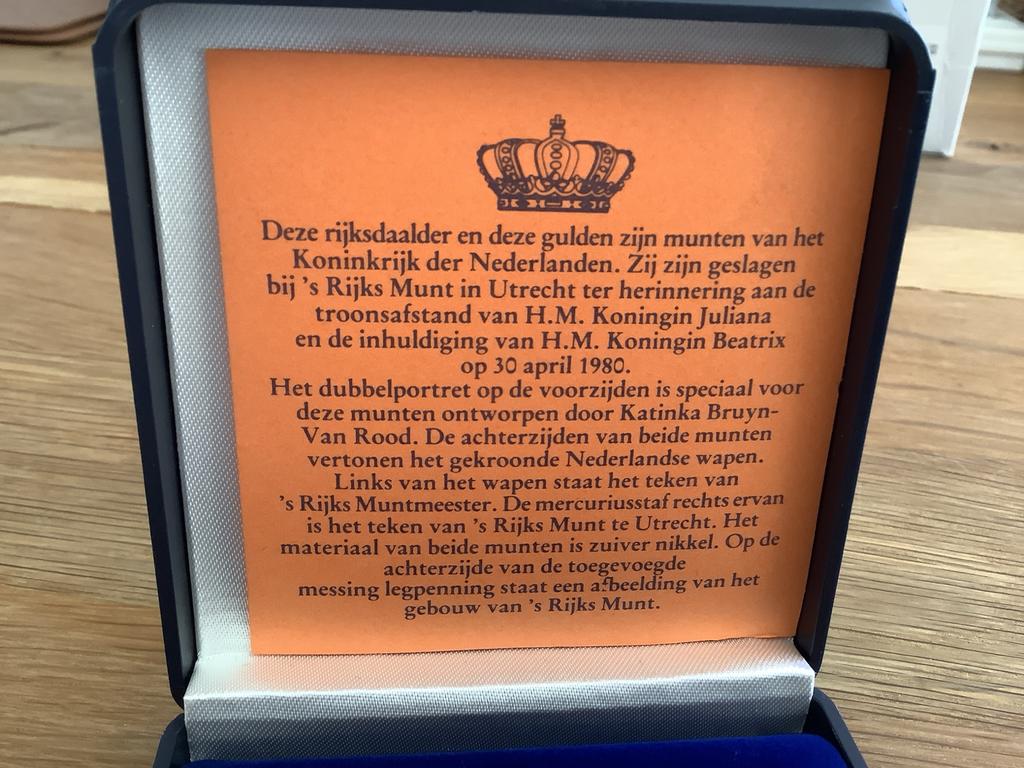 Deze rijksdaalder en deze gulden zijn munten van het
Koninkrijk der Nederlanden. Zij zijn geslagen
bij 's Rijks Munt in Utrecht ter herinnering aan de
troonsafstand van H.M. Koningin Juliana
en de inhuldiging van H.M. Koningin Beatrix
op 30 april 1980.
Het dubbelportret op de voorzijden is speciaal voor
deze munten ontworpen door Katinka Bruyn-
Van Rood. De achterzijden van beide munten
vertonen het gekroonde Nederlandse wapen.
Links van het wapen staat het teken van
's Rijks Muntmeester. De mercuriusstaf rechts ervan
is het teken van 's Rijks Munt te Utrecht. Het
materiaal van beide munten is zuiver nikkel. Op de
achterzijde van de toegevoegde
messing legpenning staat een afbeelding van het
gebouw van 's Rijks Munt.